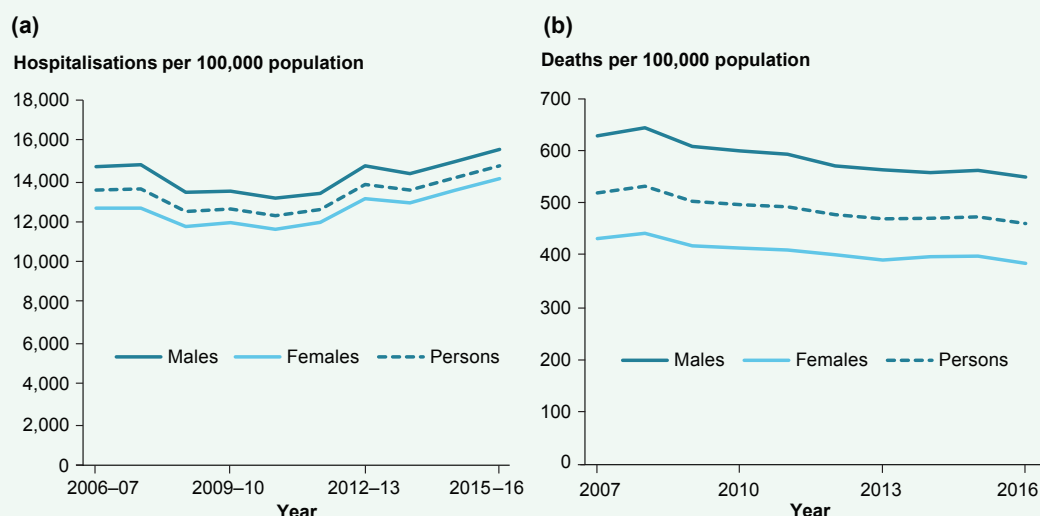 (a)
Hospitalisations per 100,000 population
18,000
16,000
14,000
12,000
10,000
8,000
6,000
4,000
2,000
0
Males Females Persons
2006–07 2009–10 2012–13 2015–16
Year
(b)
Deaths per 100,000 population
700
600
500
400
300
200
100
0
Males Females Persons
2007 2010 2013 2016
Year